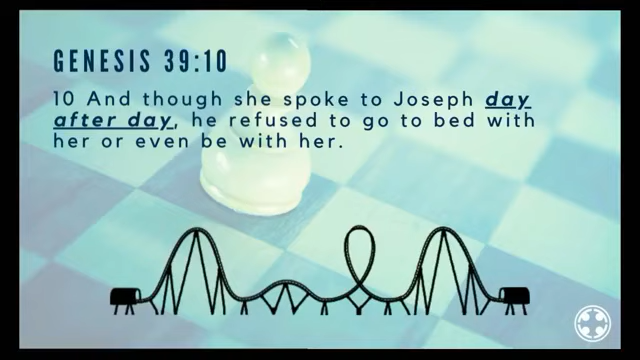 GENESIS 39:10
10 And though she spoke to Joseph day
after day, he refused to go to bed with
her or even be with her.